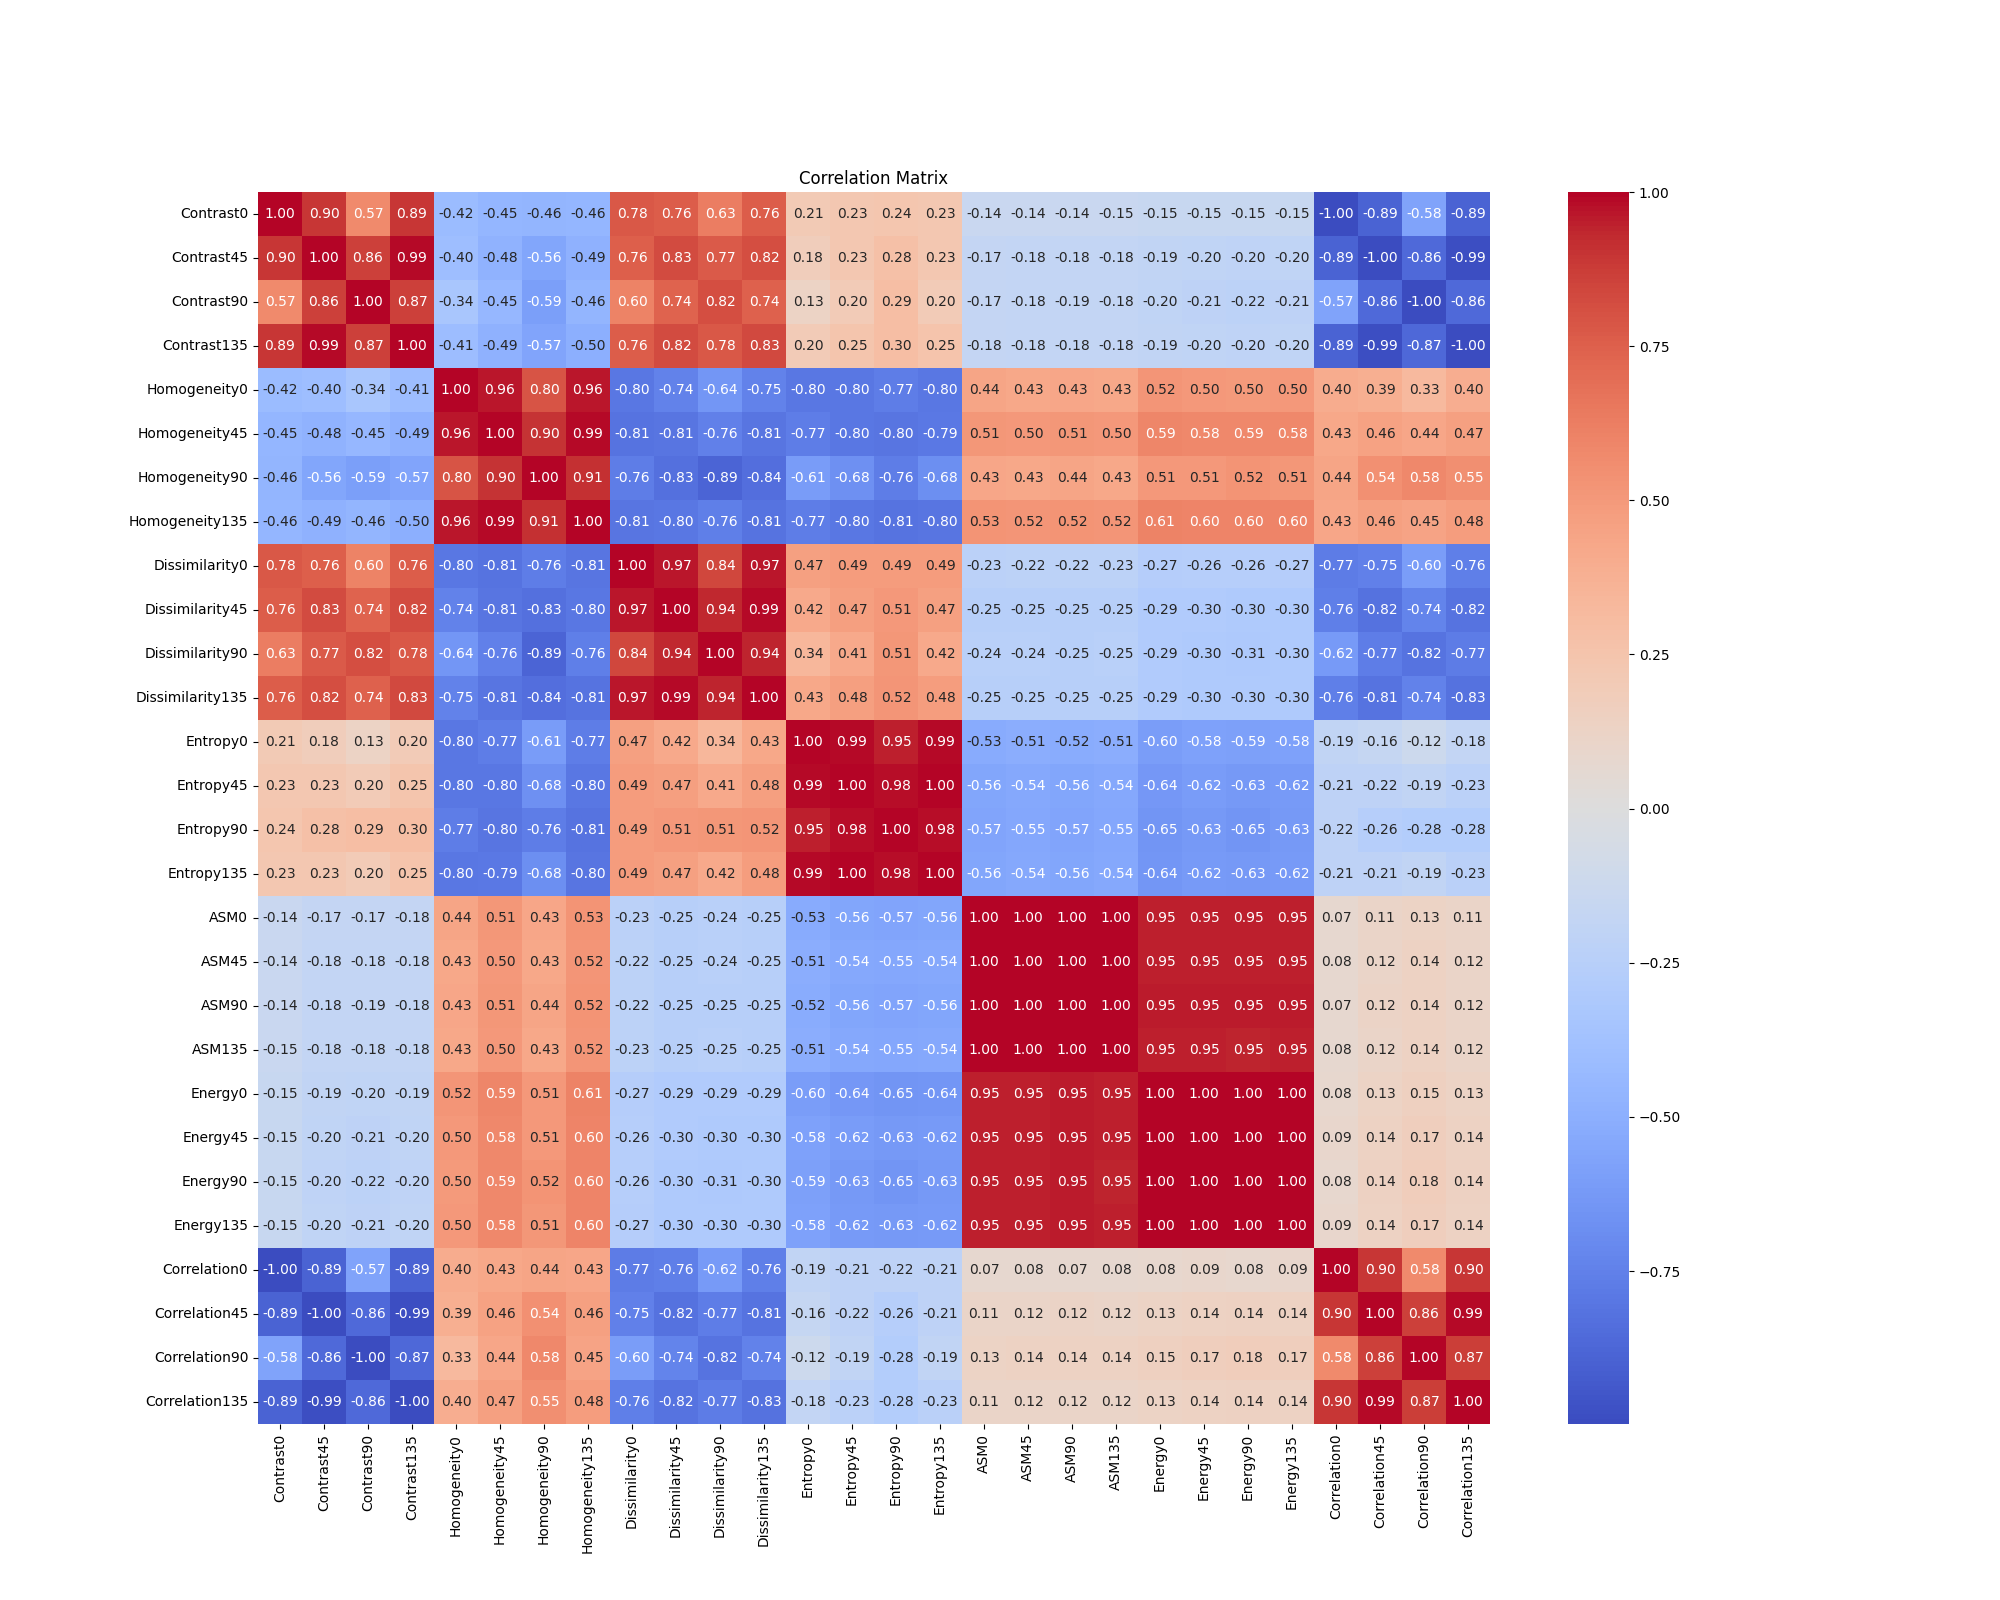 Correlation Matrix
Contrast0 1.00 0.90 0.57 0.89 -0.42 -0.45 -0.46 -0.46 0.78 0.76 0.63 0.76 0.21 0.23 0.24 0.23 -0.14 -0.14 -0.14 -0.15 -0.15 -0.15 -0.15 -0.15 -1.00 -0.89 -0.58 -0.89
Contrast45 0.90 1.00 0.86 0.99 -0.40 -0.48 -0.56 -0.49 0.76 0.83 0.77 0.82 0.18 0.23 0.28 0.23 -0.17 -0.18 -0.18 -0.18 -0.19 -0.20 -0.20 -0.20 -0.89 -1.00 -0.86 -0.99
Contrast90 0.57 0.86 1.00 0.87 -0.34 -0.45 -0.59 -0.46 0.60 0.74 0.82 0.74 0.13 0.20 0.29 0.20 -0.17 -0.18 -0.19 -0.18 -0.20 -0.21 -0.22 -0.21 -0.57 -0.86 -1.00 -0.86
Contrast135 0.89 0.99 0.87 1.00 -0.41 -0.49 -0.57 -0.50 0.76 0.82 0.78 0.83 0.20 0.25 0.30 0.25 -0.18 -0.18 -0.18 -0.18 -0.19 -0.20 -0.20 -0.20 -0.89 -0.99 -0.87 -1.00
Homogeneity0 -0.42 -0.40 -0.34 -0.41 1.00 0.96 0.80 0.96 -0.80 -0.74 -0.64 -0.75 -0.80 -0.80 -0.77 -0.80 0.44 0.43 0.43 0.43 0.52 0.50 0.50 0.50 0.40 0.39 0.33 0.40
Homogeneity45 -0.45 -0.48 -0.45 -0.49 0.96 1.00 0.90 0.99 -0.81 -0.81 -0.76 -0.81 -0.77 -0.80 -0.80 -0.79 0.51 0.50 0.51 0.50 0.59 0.58 0.59 0.58 0.43 0.46 0.44 0.47
Homogeneity90 -0.46 -0.56 -0.59 -0.57 0.80 0.90 1.00 0.91 -0.76 -0.83 -0.89 -0.84 -0.61 -0.68 -0.76 -0.68 0.43 0.43 0.44 0.43 0.51 0.51 0.52 0.51 0.44 0.54 0.58 0.55
Homogeneity135 -0.46 -0.49 -0.46 -0.50 0.96 0.99 0.91 1.00 -0.81 -0.80 -0.76 -0.81 -0.77 -0.80 -0.81 -0.80 0.53 0.52 0.52 0.52 0.61 0.60 0.60 0.60 0.43 0.46 0.45 0.48
Dissimilarity0 0.78 0.76 0.60 0.76 -0.80 -0.81 -0.76 -0.81 1.00 0.97 0.84 0.97 0.47 0.49 0.49 0.49 -0.23 -0.22 -0.22 -0.23 -0.27 -0.26 -0.26 -0.27 -0.77 -0.75 -0.60 -0.76
Dissimilarity45 0.76 0.83 0.74 0.82 -0.74 -0.81 -0.83 -0.80 0.97 1.00 0.94 0.99 0.42 0.47 0.51 0.47 -0.25 -0.25 -0.25 -0.25 -0.29 -0.30 -0.30 -0.30 -0.76 -0.82 -0.74 -0.82
Dissimilarity90 0.63 0.77 0.82 0.78 -0.64 -0.76 -0.89 -0.76 0.84 0.94 1.00 0.94 0.34 0.41 0.51 0.42 -0.24 -0.24 -0.25 -0.25 -0.29 -0.30 -0.31 -0.30 -0.62 -0.77 -0.82 -0.77
Dissimilarity135 0.76 0.82 0.74 0.83 -0.75 -0.81 -0.84 -0.81 0.97 0.99 0.94 1.00 0.43 0.48 0.52 0.48 -0.25 -0.25 -0.25 -0.25 -0.29 -0.30 -0.30 -0.30 -0.76 -0.81 -0.74 -0.83
Entropy0 0.21 0.18 0.13 0.20 -0.80 -0.77 -0.61 -0.77 0.47 0.42 0.34 0.43 1.00 0.99 0.95 0.99 -0.53 -0.51 -0.52 -0.51 -0.60 -0.58 -0.59 -0.58 -0.19 -0.16 -0.12 -0.18
Entropy45 0.23 0.23 0.20 0.25 -0.80 -0.80 -0.68 -0.80 0.49 0.47 0.41 0.48 0.99 1.00 0.98 1.00 -0.56 -0.54 -0.56 -0.54 -0.64 -0.62 -0.63 -0.62 -0.21 -0.22 -0.19 -0.23
Entropy90 0.24 0.28 0.29 0.30 -0.77 -0.80 -0.76 -0.81 0.49 0.51 0.51 0.52 0.95 0.98 1.00 0.98 -0.57 -0.55 -0.57 -0.55 -0.65 -0.63 -0.65 -0.63 -0.22 -0.26 -0.28 -0.28
Entropy135 0.23 0.23 0.20 0.25 -0.80 -0.79 -0.68 -0.80 0.49 0.47 0.42 0.48 0.99 1.00 0.98 1.00 -0.56 -0.54 -0.56 -0.54 -0.64 -0.62 -0.63 -0.62 -0.21 -0.21 -0.19 -0.23
ASM0 -0.14 -0.17 -0.17 -0.18 0.44 0.51 0.43 0.53 -0.23 -0.25 -0.24 -0.25 -0.53 -0.56 -0.57 -0.56 1.00 1.00 1.00 1.00 0.95 0.95 0.95 0.95 0.07 0.11 0.13 0.11
ASM45 -0.14 -0.18 -0.18 -0.18 0.43 0.50 0.43 0.52 -0.22 -0.25 -0.24 -0.25 -0.51 -0.54 -0.55 -0.54 1.00 1.00 1.00 1.00 0.95 0.95 0.95 0.95 0.08 0.12 0.14 0.12
ASM90 -0.14 -0.18 -0.19 -0.18 0.43 0.51 0.44 0.52 -0.22 -0.25 -0.25 -0.25 -0.52 -0.56 -0.57 -0.56 1.00 1.00 1.00 1.00 0.95 0.95 0.95 0.95 0.07 0.12 0.14 0.12
ASM135 -0.15 -0.18 -0.18 -0.18 0.43 0.50 0.43 0.52 -0.23 -0.25 -0.25 -0.25 -0.51 -0.54 -0.55 -0.54 1.00 1.00 1.00 1.00 0.95 0.95 0.95 0.95 0.08 0.12 0.14 0.12
Energy0 -0.15 -0.19 -0.20 -0.19 0.52 0.59 0.51 0.61 -0.27 -0.29 -0.29 -0.29 -0.60 -0.64 -0.65 -0.64 0.95 0.95 0.95 0.95 1.00 1.00 1.00 1.00 0.08 0.13 0.15 0.13
Energy45 -0.15 -0.20 -0.21 -0.20 0.50 0.58 0.51 0.60 -0.26 -0.30 -0.30 -0.30 -0.58 -0.62 -0.63 -0.62 0.95 0.95 0.95 0.95 1.00 1.00 1.00 1.00 0.09 0.14 0.17 0.14
Energy90 -0.15 -0.20 -0.22 -0.20 0.50 0.59 0.52 0.60 -0.26 -0.30 -0.31 -0.30 -0.59 -0.63 -0.65 -0.63 0.95 0.95 0.95 0.95 1.00 1.00 1.00 1.00 0.08 0.14 0.18 0.14
Energy135 -0.15 -0.20 -0.21 -0.20 0.50 0.58 0.51 0.60 -0.27 -0.30 -0.30 -0.30 -0.58 -0.62 -0.63 -0.62 0.95 0.95 0.95 0.95 1.00 1.00 1.00 1.00 0.09 0.14 0.17 0.14
Correlation0 -1.00 -0.89 -0.57 -0.89 0.40 0.43 0.44 0.43 -0.77 -0.76 -0.62 -0.76 -0.19 -0.21 -0.22 -0.21 0.07 0.08 0.07 0.08 0.08 0.09 0.08 0.09 1.00 0.90 0.58 0.90
Correlation45 -0.89 -1.00 -0.86 -0.99 0.39 0.46 0.54 0.46 -0.75 -0.82 -0.77 -0.81 -0.16 -0.22 -0.26 -0.21 0.11 0.12 0.12 0.12 0.13 0.14 0.14 0.14 0.90 1.00 0.86 0.99
Correlation90 -0.58 -0.86 -1.00 -0.87 0.33 0.44 0.58 0.45 -0.60 -0.74 -0.82 -0.74 -0.12 -0.19 -0.28 -0.19 0.13 0.14 0.14 0.14 0.15 0.17 0.18 0.17 0.58 0.86 1.00 0.87
Correlation135 -0.89 -0.99 -0.86 -1.00 0.40 0.47 0.55 0.48 -0.76 -0.82 -0.77 -0.83 -0.18 -0.23 -0.28 -0.23 0.11 0.12 0.12 0.12 0.13 0.14 0.14 0.14 0.90 0.99 0.87 1.00
Contrast0
Contrast45
Contrast90
Contrast135
Homogeneity0
Homogeneity45
Homogeneity90
Homogeneity135
Dissimilarity0
Dissimilarity45
Dissimilarity90
Dissimilarity135
Entropy0
Entropy45
Entropy90
Entropy135
ASM0
ASM45
ASM90
ASM135
Energy0
Energy45
Energy90
Energy135
Correlation0
Correlation45
Correlation90
Correlation135
1.00
0.75
0.50
0.25
0.00
−0.25
−0.50
−0.75